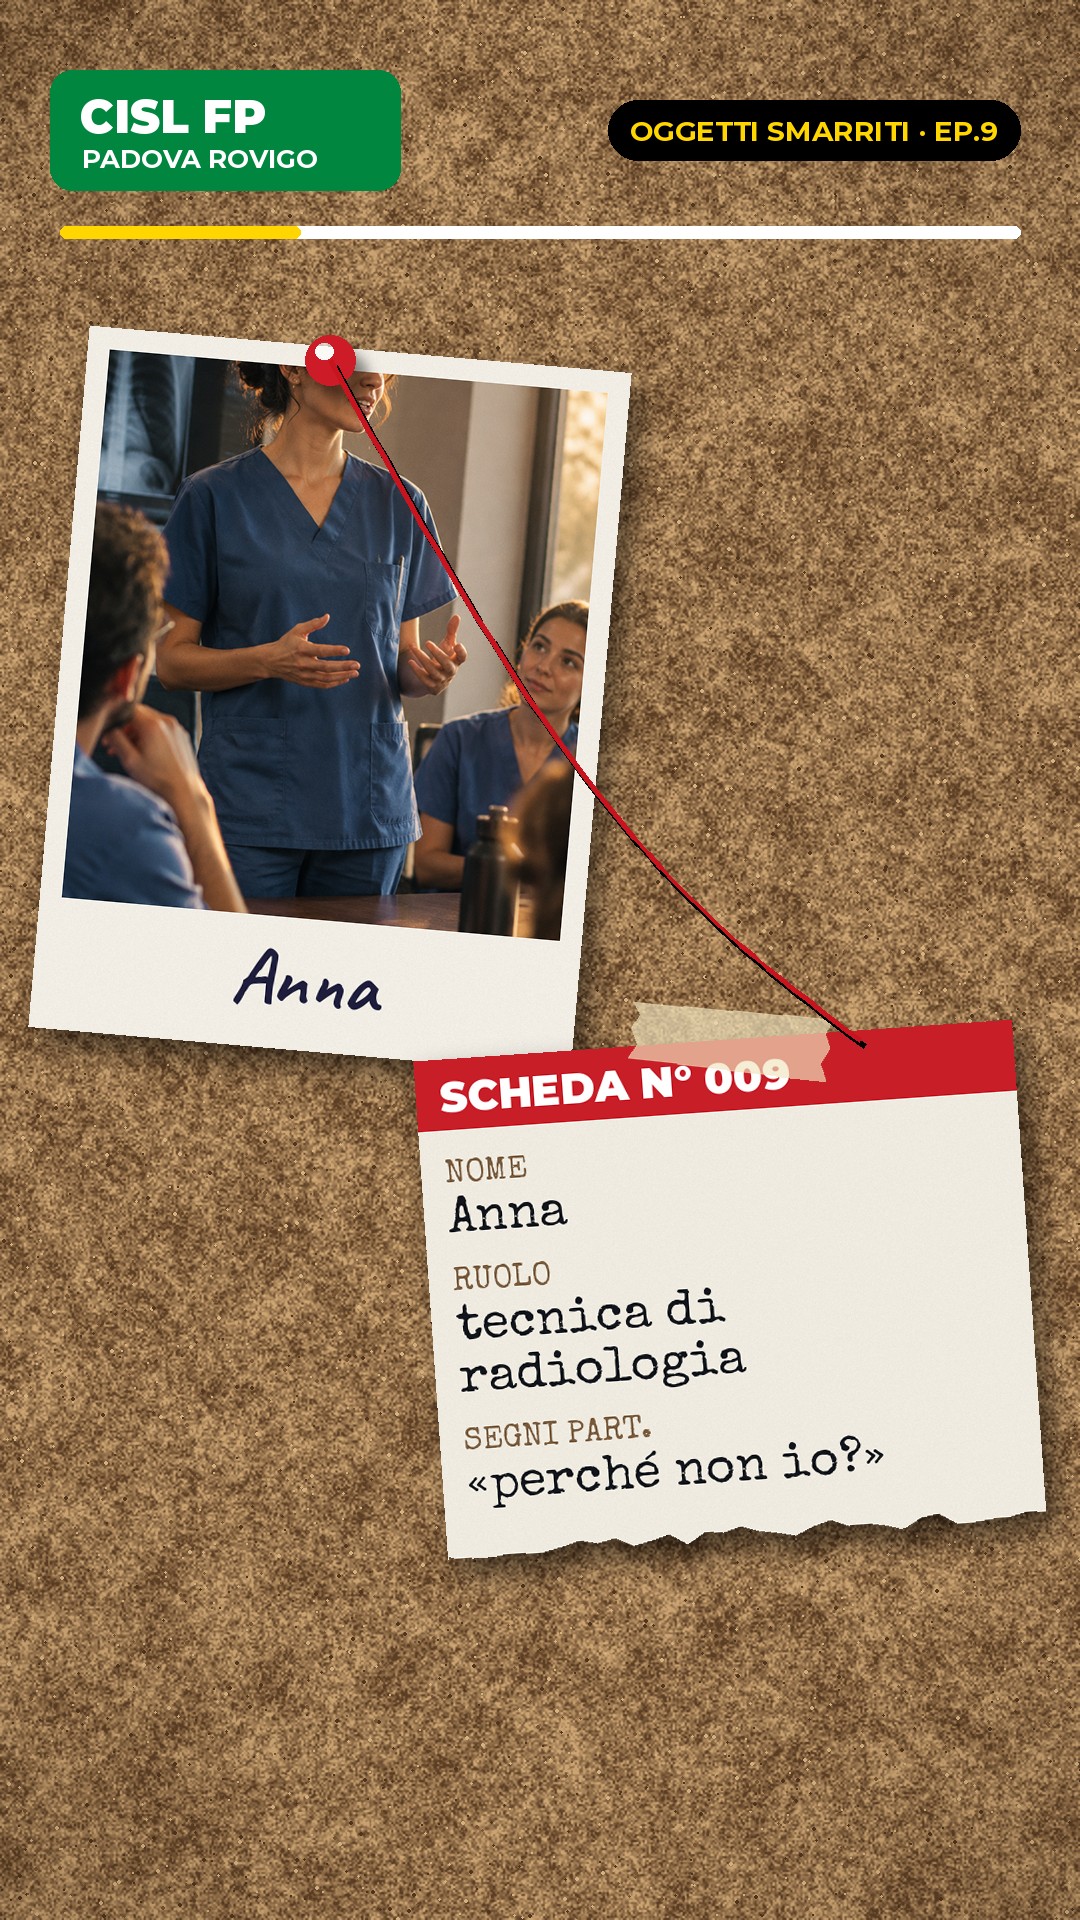 CISL FP
PADOVA ROVIGO
OGGETTI SMARRITI · EP.9
Anna
SCHEDA N° 009
NOME
Anna
RUOLO
tecnica di
radiologia
SEGNI PART.
«perché non io?»